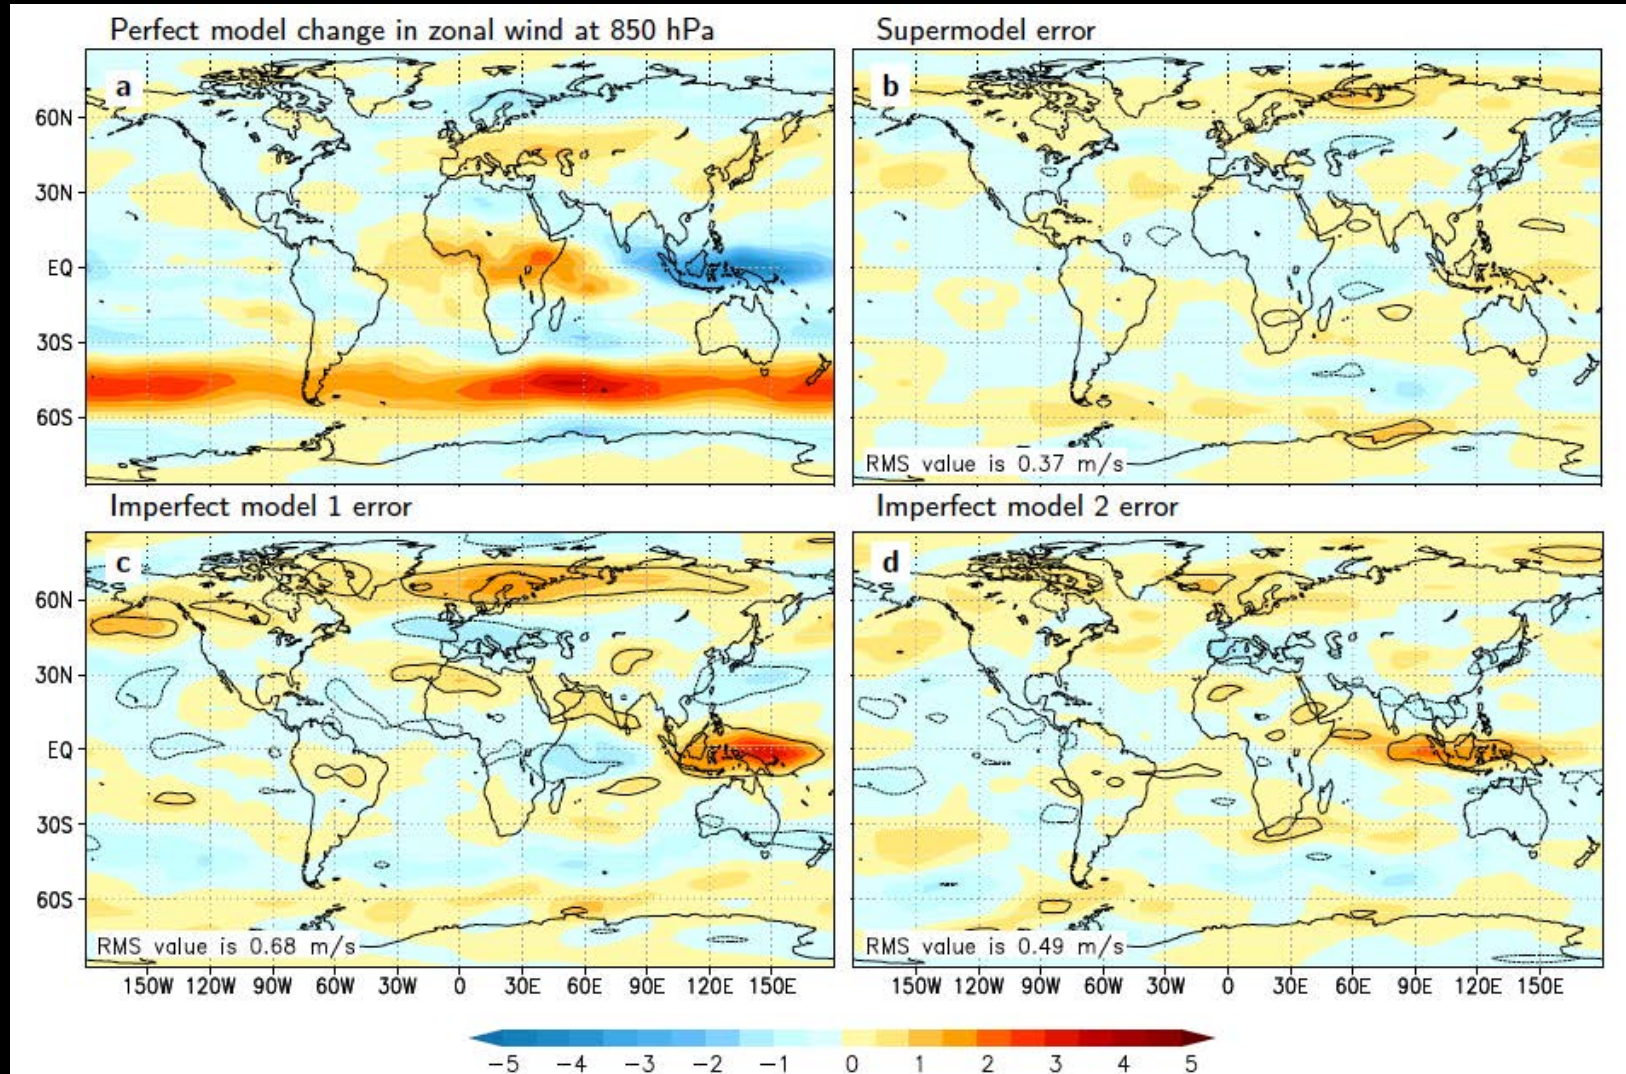 Perfect model change in zonal wind at 850 hPa
Supermodel error
a
b
60N
30N
EQ
30S
60S
RMS value is 0.37 m/s
Imperfect model 1 error
Imperfect model 2 error
c
d
60N
30N
EQ
30S
60S
RMS value is 0.68 m/s
RMS value is 0.49 m/s
150W 120W 90W 60W 30W 0 30E 60E 90E 120E 150E
150W 120W 90W 60W 30W 0 30E 60E 90E 120E 150E
−5 −4 −3 −2 −1 0 1 2 3 4 5